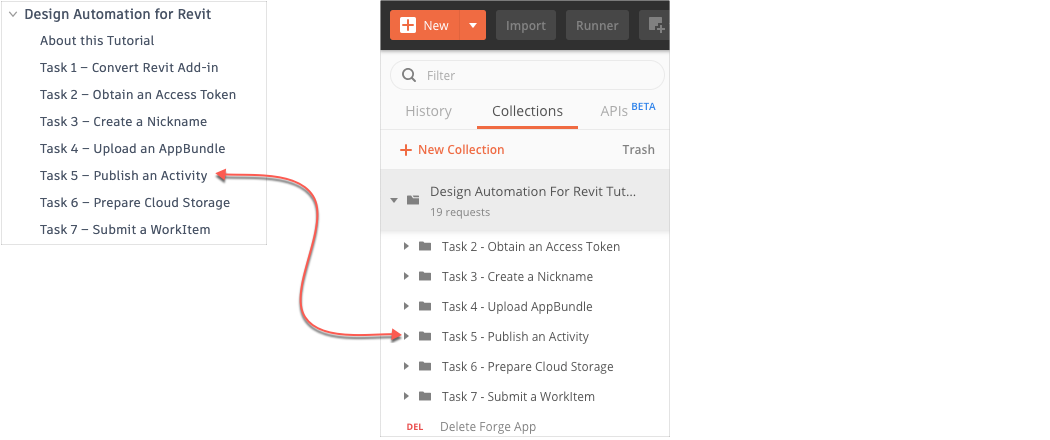 Design Automation for Revit
About this Tutorial
Task 1 – Convert Revit Add-in
Task 2 – Obtain an Access Token
Task 3 – Create a Nickname
Task 4 – Upload an AppBundle
Task 5 – Publish an Activity
Task 6 – Prepare Cloud Storage
Task 7 – Submit a WorkItem
New Import Runner
Filter
History Collections APIs BETA
New Collection Trash
Design Automation For Revit Tut...
19 requests
Task 2 - Obtain an Access Token
Task 3 - Create a Nickname
Task 4 - Upload AppBundle
Task 5 - Publish an Activity
Task 6 - Prepare Cloud Storage
Task 7 - Submit a WorkItem
DEL Delete Forge App